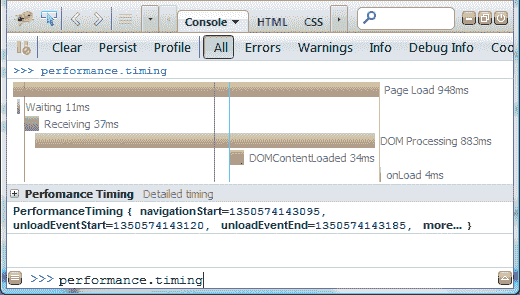 Console HTML CSS
Clear Persist Profile All Errors Warnings Info Debug Info Coo
>>> performance.timing
Page Load 948ms
Waiting 11ms
Receiving 37ms
DOM Processing 883ms
DOMContentLoaded 34ms
onLoad 4ms
Perfomance Timing Detailed timing
PerformanceTiming { navigationStart=1350574143095,
unloadEventStart=1350574143120, unloadEventEnd=1350574143185, more... }
>>> performance.timing